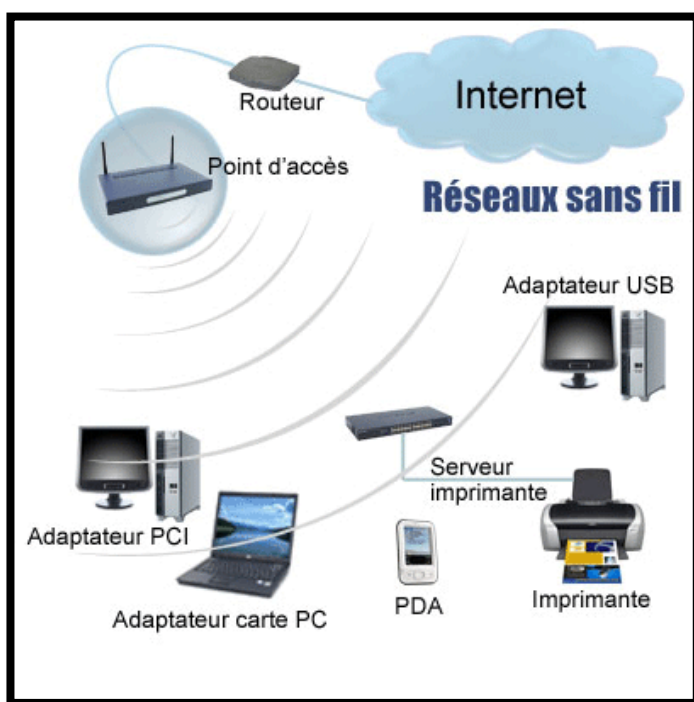 Internet
Routeur
Point d'accès
Réseaux sans fil
Adaptateur USB
Serveur
imprimante
Adaptateur PCI
Adaptateur carte PC
PDA
Imprimante